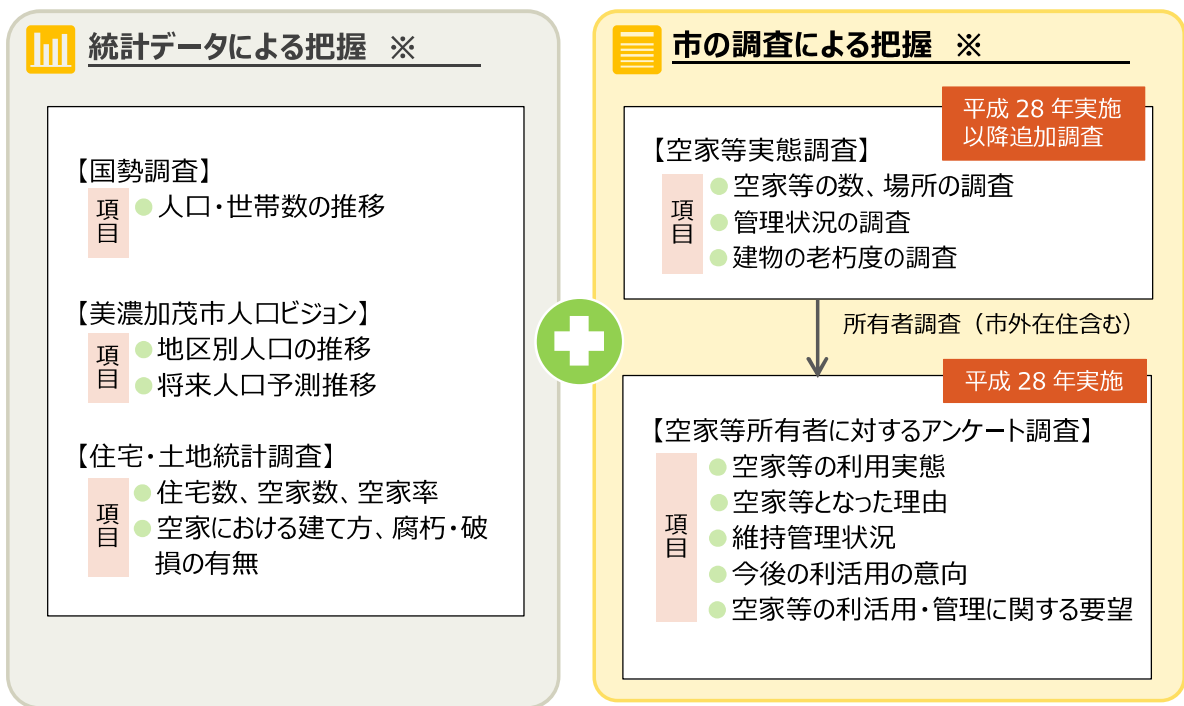 統計データによる把握 ※
【国勢調査】
項目
●人口・世帯数の推移
【美濃加茂市人口ビジョン】
項目
●地区別人口の推移
●将来人口予測推移
【住宅・土地統計調査】
項目
●住宅数、空家数、空家率
●空家における建て方、腐朽・破
損の有無
市の調査による把握 ※
平成 28 年実施
以降追加調査
【空家等実態調査】
項目
●空家等の数、場所の調査
●管理状況の調査
●建物の老朽度の調査
所有者調査（市外在住含む）
平成 28 年実施
【空家等所有者に対するアンケート調査】
項目
●空家等の利用実態
●空家等となった理由
●維持管理状況
●今後の利活用の意向
●空家等の利活用・管理に関する要望